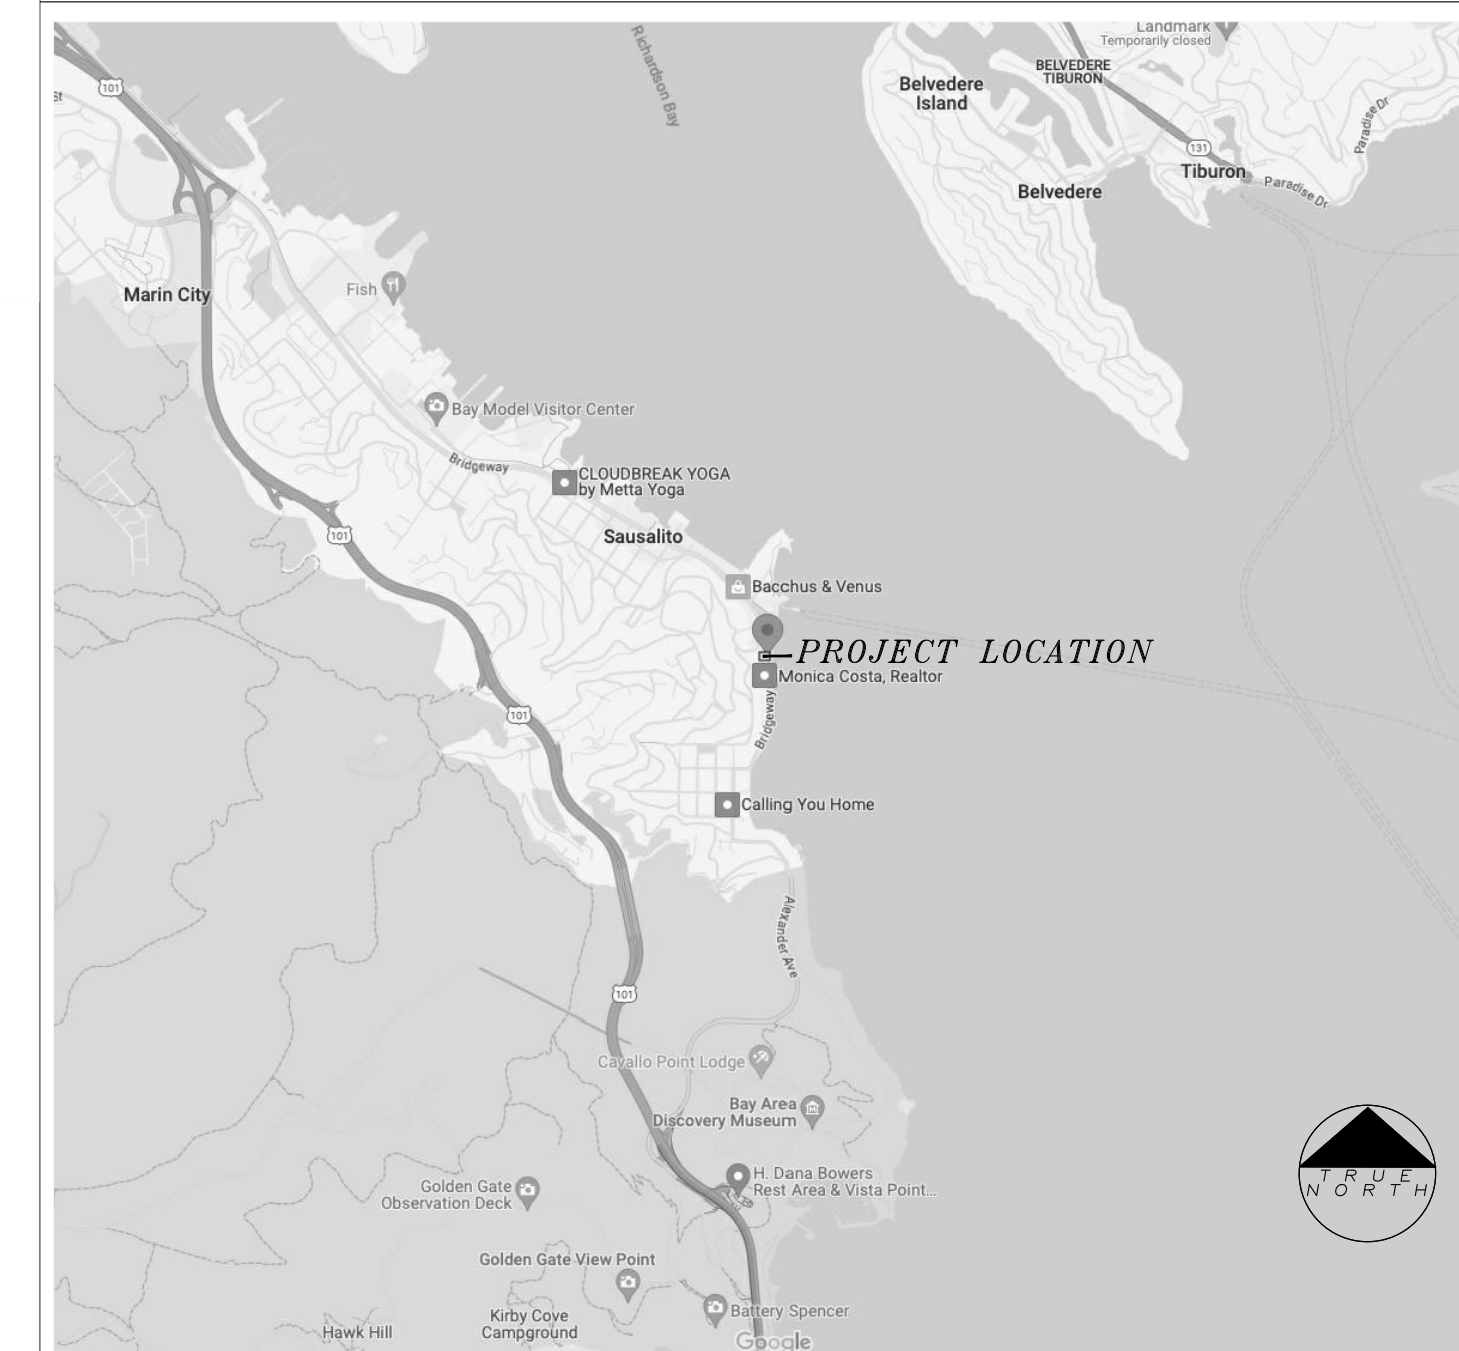 Landmark
Temporarily closed
Richardson Bay
BELVEDERE
TIBURON
Belvedere
Island
101
St
Paradise Dr
131
Tiburon
Paradise Dr
Belvedere
Marin City
Fish
Bay Model Visitor Center
Bridgeway
CLOUDBREAK YOGA
by Metta Yoga
101
Sausalito
Bacchus & Venus
PROJECT LOCATION
Monica Costa, Realtor
Bridgeway
101
Calling You Home
Alexander Ave
101
Cavallo Point Lodge
Bay Area
Discovery Museum
H. Dana Bowers
Rest Area & Vista Point...
TRUE
NORTH
Golden Gate
Observation Deck
Golden Gate View Point
Battery Spencer
Kirby Cove
Campground
Hawk Hill
Google